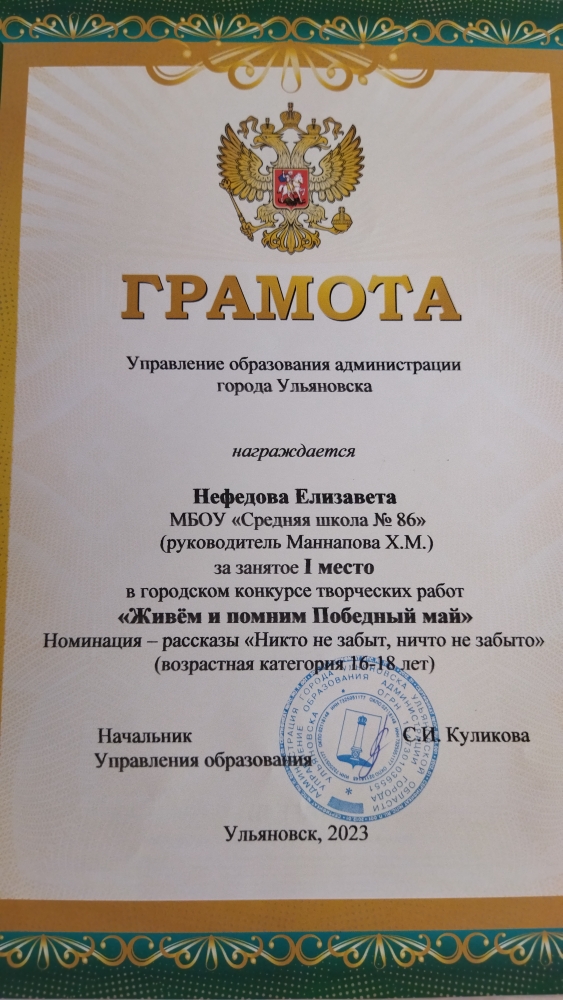 ГРАМОТА
Управление образования администрации
города Ульяновска
награждается
Нефедова Елизавета
МБОУ «Средняя школа № 86»
(руководитель Маннапова Х.М.)
за занятое I место
в городском конкурсе творческих работ
«Живём и помним Победный май»
Номинация – рассказы «Никто не забыт, ничто не забыто»
(возрастная категория 16-18 лет)
Начальник
Управления образования
С.И. Куликова
Ульяновск, 2023